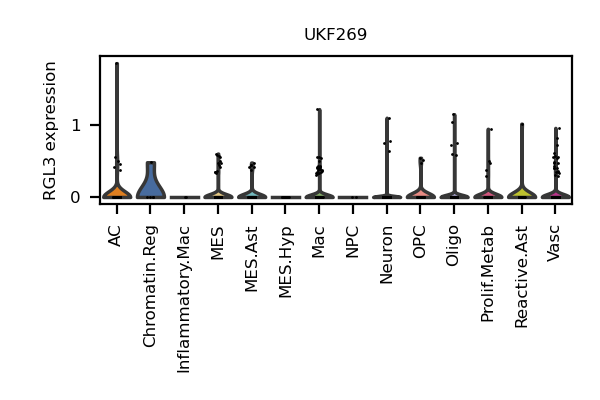 UKF269
RGL3 expression
1
0
AC
Chromatin.Reg
Inflammatory.Mac
MES
MES.Ast
MES.Hyp
Mac
NPC
Neuron
OPC
Oligo
Prolif.Metab
Reactive.Ast
Vasc